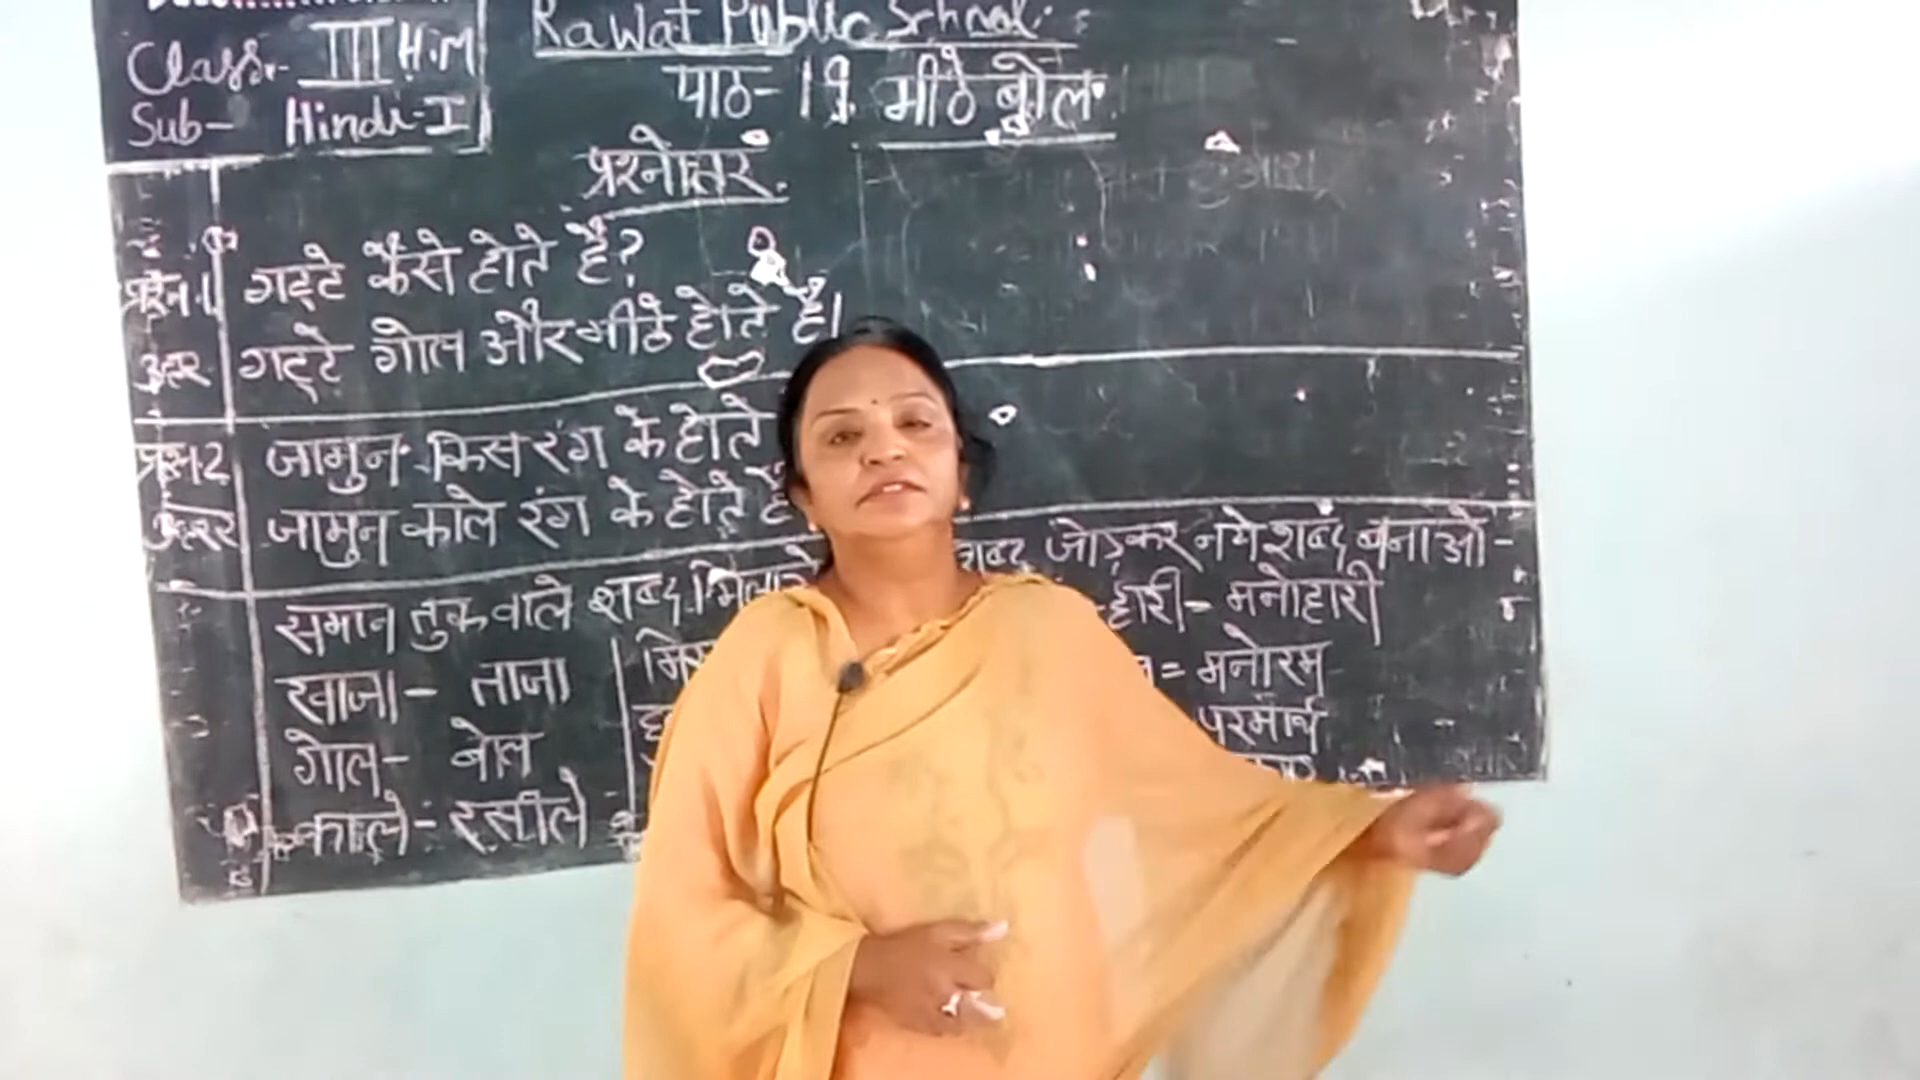 Class:- III H.M
Sub- Hindi-I
Rawat Public School.
पाठ- 19. मीठे बोल
प्रश्नोत्तर.
प्रश्न.1 गट्टे कैसे होते हैं?
उत्तर गट्टे गोल और मीठे होते हैं।
प्रश्न.2 जामुन किस रंग के होते
उत्तर जामुन काले रंग के होते है
समान तुक वाले शब्द मिलाने
खाजा- ताजा
गोल- बोल
काले- रसीले
शब्द जोड़कर नये शब्द बनाओ-
-हारी- मनोहारी
= मनोरम
परमार्थ